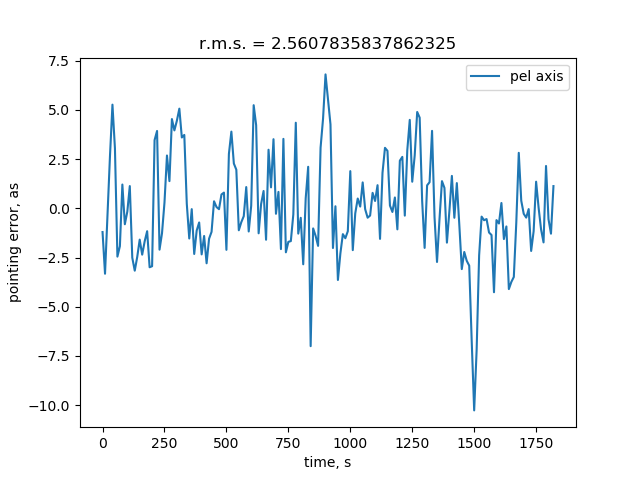 r.m.s. = 2.5607835837862325
pel axis
pointing error, as
7.5
5.0
2.5
0.0
−2.5
−5.0
−7.5
−10.0
0 250 500 750 1000 1250 1500 1750
time, s